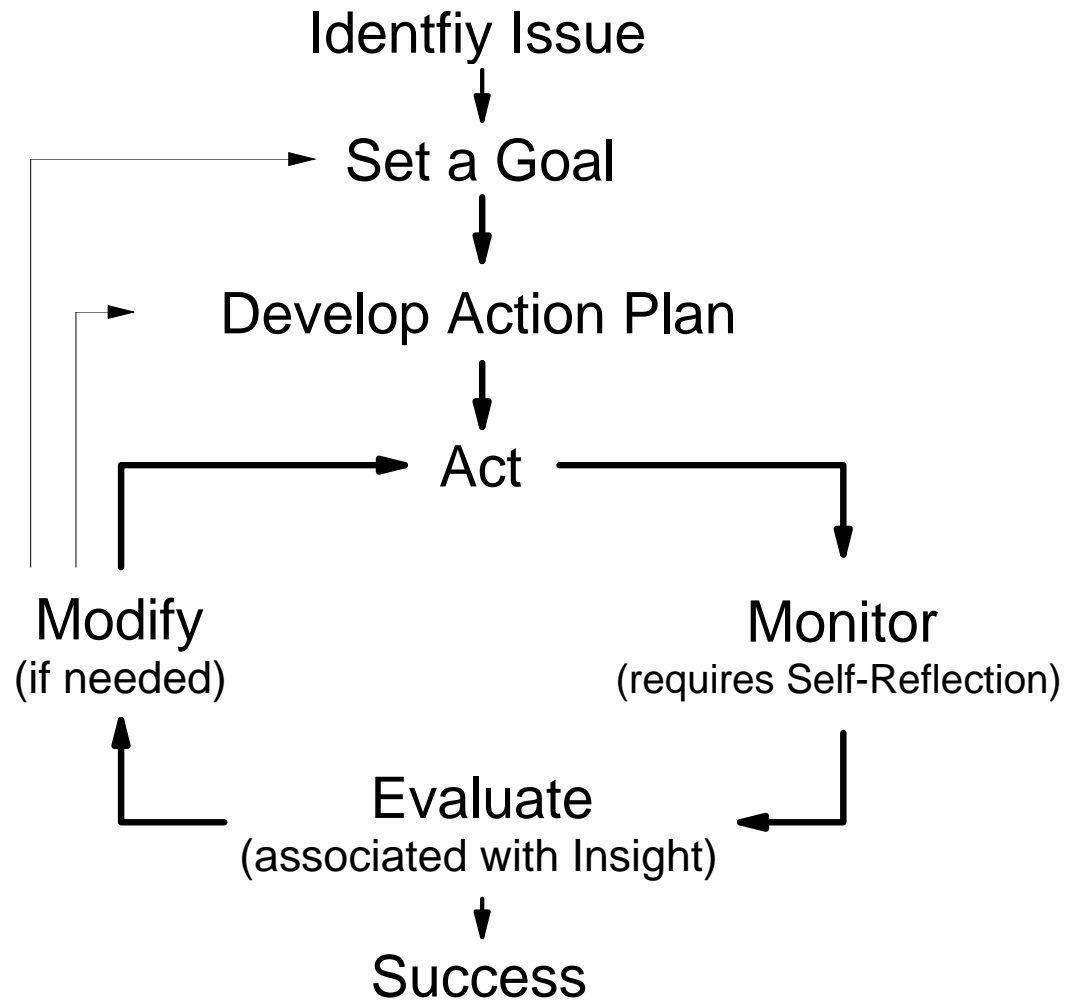 Identfiy Issue
Set a Goal
Develop Action Plan
Act
Modify
(if needed)
Monitor
(requires Self-Reflection)
Evaluate
(associated with Insight)
Success